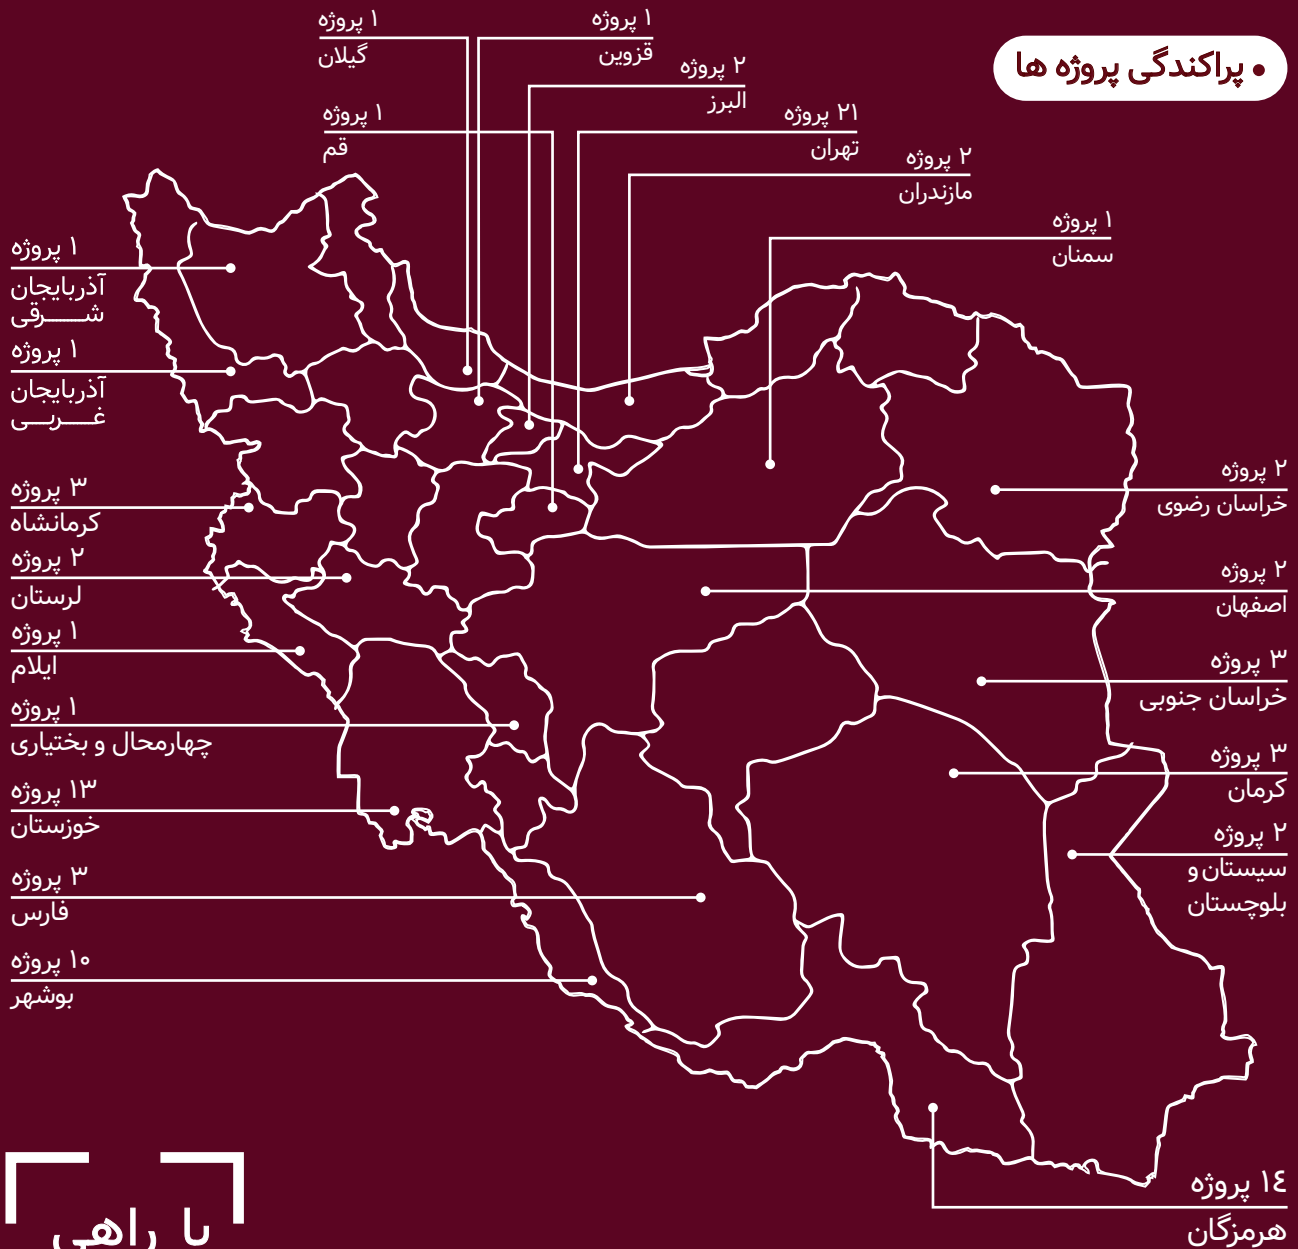 • پراکندگی پروژه ها
۱ پروژه
گیلان
۱ پروژه
قزوین
۲ پروژه
البرز
۱ پروژه
قم
۲۱ پروژه
تهران
۲ پروژه
مازندران
۱ پروژه
سمنان
۱ پروژه
آذربایجان
شـــرقی
۱ پروژه
آذربایجان
غـــربــی
۳ پروژه
کرمانشاه
۲ پروژه
لرستان
۱ پروژه
ایلام
۱ پروژه
چهارمحال و بختیاری
۱۳ پروژه
خوزستان
۳ پروژه
فارس
۱۰ پروژه
بوشهر
۲ پروژه
خراسان رضوی
۲ پروژه
اصفهان
۳ پروژه
خراسان جنوبی
۳ پروژه
کرمان
۲ پروژه
سیستان و
بلوچستان
۱٤ پروژه
هرمزگان
با راهی